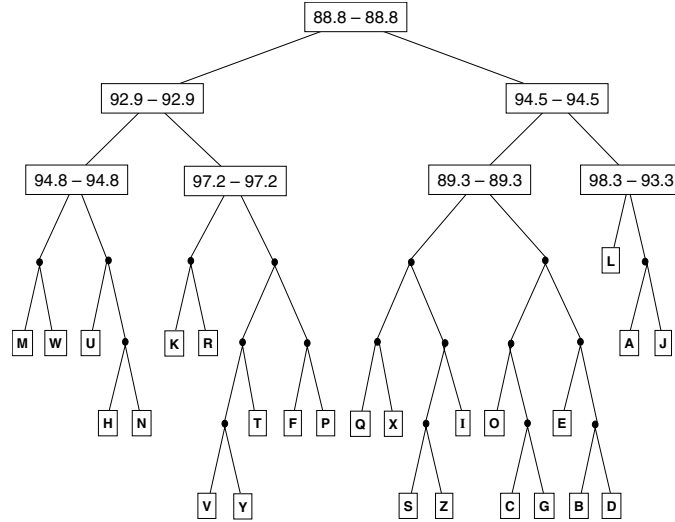 88.8 – 88.8
92.9 – 92.9 94.5 – 94.5
94.8 – 94.8 97.2 – 97.2 89.3 – 89.3 98.3 – 93.3
L
M W U K R A J
H N T F P Q X I O E
V Y S Z C G B D